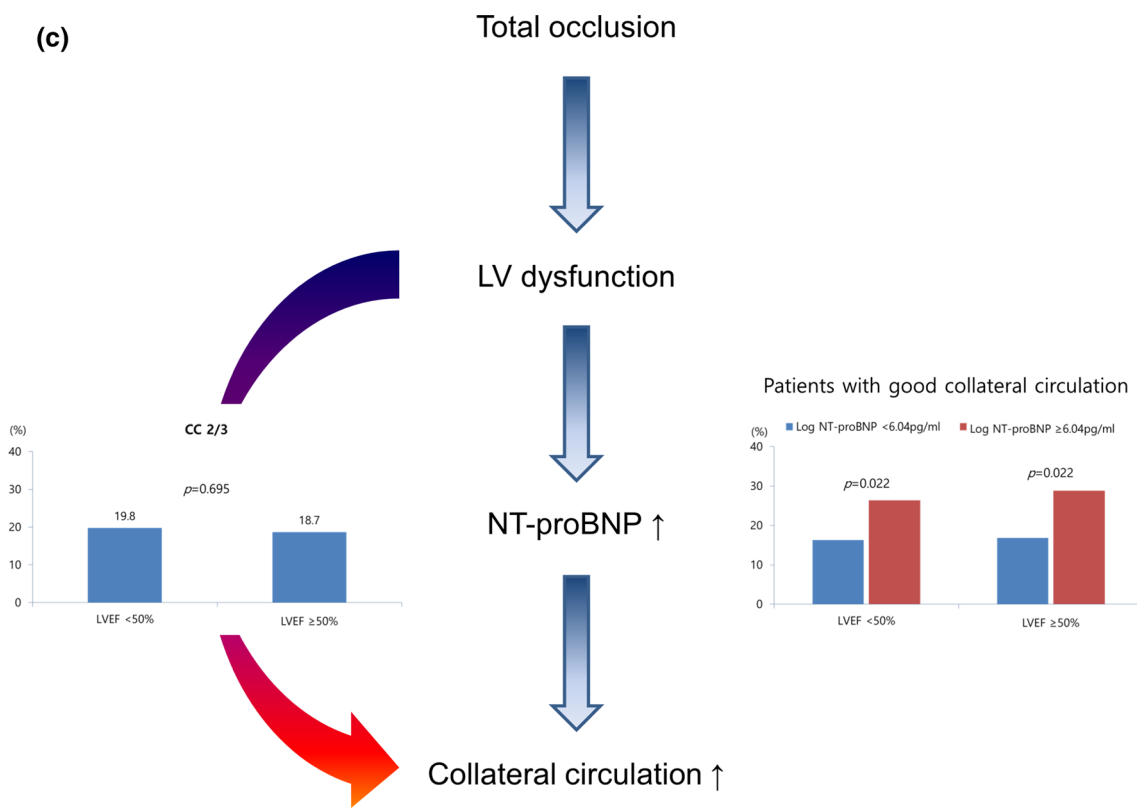 (c)
Total occlusion
LV dysfunction
NT-proBNP ↑
Collateral circulation ↑
CC 2/3
(%)
40
30
20
10
0
p=0.695
19.8
18.7
LVEF <50%
LVEF ≥50%
Patients with good collateral circulation
Log NT-proBNP <6.04pg/ml
Log NT-proBNP ≥6.04pg/ml
(%)
40
30
20
10
0
p=0.022
p=0.022
LVEF <50%
LVEF ≥50%